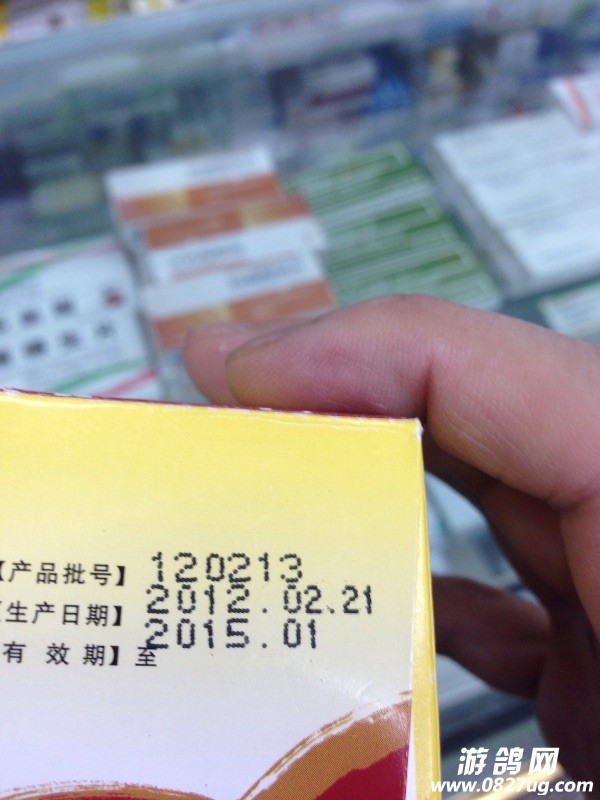 【产品批号】 120213
【生产日期】 2012.02.21
有 效 期】至 2015.01
游鸽网
www.0827ug.com